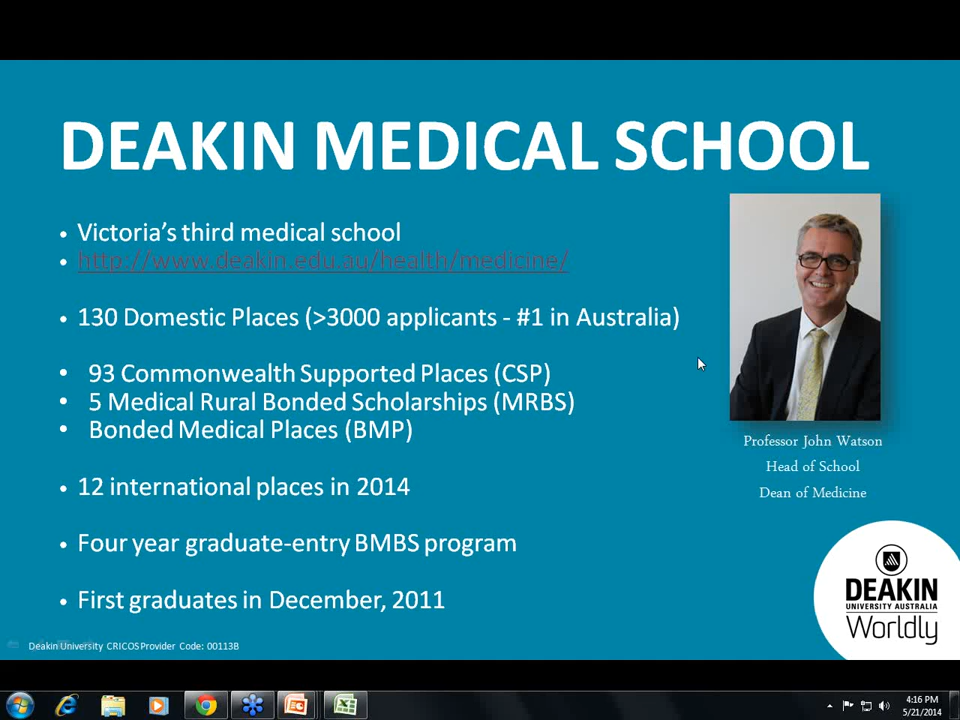 DEAKIN MEDICAL SCHOOL
• Victoria's third medical school
• http://www.deakin.edu.au/health/medicine/
• 130 Domestic Places (>3000 applicants - #1 in Australia)
• 93 Commonwealth Supported Places (CSP)
• 5 Medical Rural Bonded Scholarships (MRBS)
• Bonded Medical Places (BMP)
• 12 international places in 2014
• Four year graduate-entry BMBS program
• First graduates in December, 2011
Professor John Watson
Head of School
Dean of Medicine
DEAKIN
UNIVERSITY AUSTRALIA
Worldly
Deakin University CRICOS Provider Code: 00113B
4:16 PM
5/21/2014